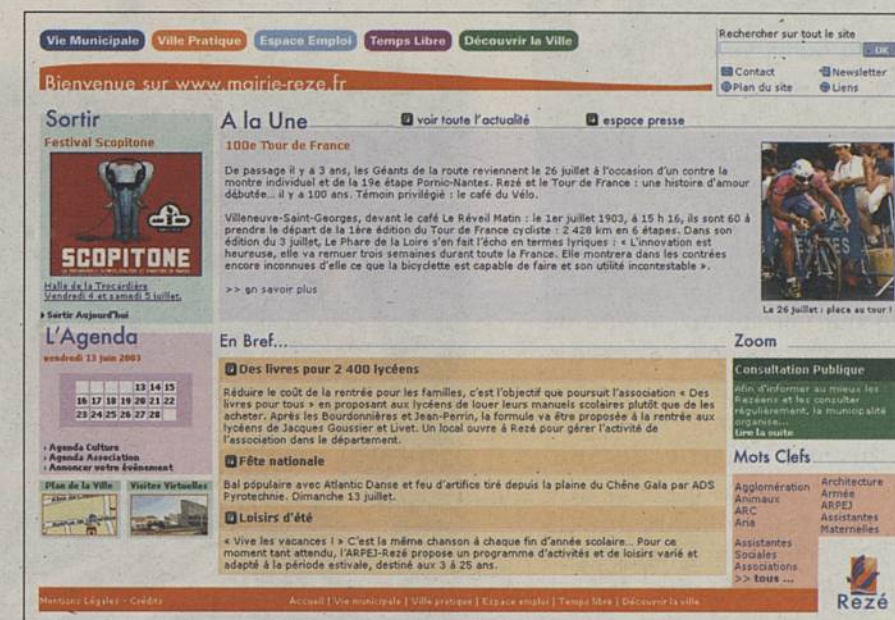 Vie Municipale
Ville Pratique
Espace Emploi
Temps Libre
Découvrir la Ville
Rechercher sur tout le site
OK
Contact
Newsletter
Plan du site
Liens
Bienvenue sur www.mairie-reze.fr
Sortir
Festival Scopitone
SCOPITONE
Halle de la Trocardière
Vendredi 4 et samedi 5 juillet.
Sortir Aujourd'hui
A la Une
voir toute l'actualité
espace presse
100e Tour de France
De passage il y a 3 ans, les Géants de la route reviennent le 26 juillet à l'occasion d'un contre la
montre individuel et de la 19e étape Pornic-Nantes. Rezé et le Tour de France : une histoire d'amour
débutée... il y a 100 ans. Témoin privilégié : le café du Vélo.
Villeneuve-Saint-Georges, devant le café Le Réveil Matin : le 1er juillet 1903, à 15 h 16, ils sont 60 à
prendre le départ de la 1ère édition du Tour de France cycliste : 2 428 km en 6 étapes. Dans son
édition du 3 juillet, Le Phare de la Loire s'en fait l'écho en termes lyriques : « L'innovation est
heureuse, elle va remuer trois semaines durant toute la France. Elle montrera dans les contrées
encore inconnues d'elle ce que la bicyclette est capable de faire et son utilité incontestable ».
>> en savoir plus
Le 26 juillet : place au tour !
L'Agenda
vendredi 13 juin 2003
13 14 15
16 17 18 19 20 21 22
23 24 25 26 27 28
› Agenda Culture
› Agenda Association
› Annoncer votre évènement
Plan de la Ville
Visites Virtuelles
En Bref...
Des livres pour 2 400 lycéens
Réduire le coût de la rentrée pour les familles, c'est l'objectif que poursuit l'association « Des
livres pour tous » en proposant aux lycéens de louer leurs manuels scolaires plutôt que de les
acheter. Après les Bourdonnières et Jean-Perrin, la formule va être proposée à la rentrée aux
lycéens de Jacques Goussier et Livet. Un local ouvre à Rezé pour gérer l'activité de
l'association dans le département.
Fête nationale
Bal populaire avec Atlantic Danse et feu d'artifice tiré depuis la plaine du Chêne Gala par ADS
Pyrotechnie. Dimanche 13 juillet.
Loisirs d'été
« Vive les vacances ! » C'est la même chanson à chaque fin d'année scolaire... Pour ce
moment tant attendu, l'ARPEJ-Rezé propose un programme d'activités et de loisirs varié et
adapté à la période estivale, destiné aux 3 à 25 ans.
Zoom
Consultation Publique
Afin d'informer au mieux les
Rezéens et les consulter
régulièrement, la municipalité
organise...
Lire la suite
Mots Clefs
Agglomération
Animaux
ARC
Aria
Assistantes
Sociales
Associations
>> tous ...
Architecture
Armée
ARPEJ
Assistantes
Maternelles
Rezé
Mentions Légales - Crédits
Accueil | Vie municipale | Ville pratique | Espace emploi | Temps libre | Découvrir la ville